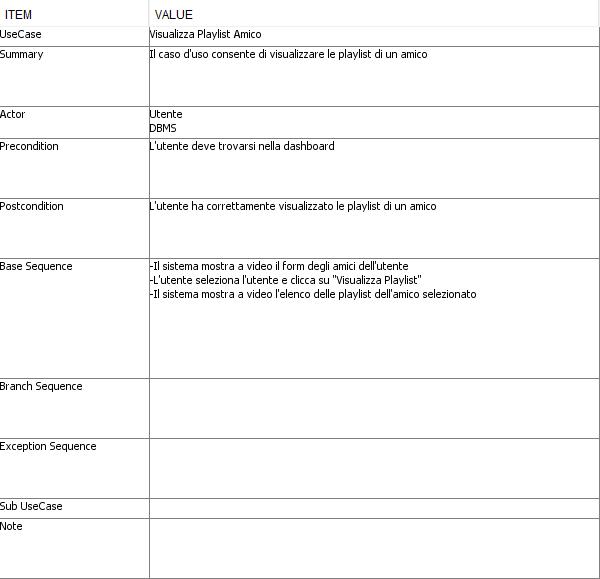 ITEM VALUE
UseCase Visualizza Playlist Amico
Summary Il caso d'uso consente di visualizzare le playlist di un amico
Actor Utente
DBMS
Precondition L'utente deve trovarsi nella dashboard
Postcondition L'utente ha correttamente visualizzato le playlist di un amico
Base Sequence -Il sistema mostra a video il form degli amici dell'utente
-L'utente seleziona l'utente e clicca su "Visualizza Playlist"
-Il sistema mostra a video l'elenco delle playlist dell'amico selezionato
Branch Sequence
Exception Sequence
Sub UseCase
Note